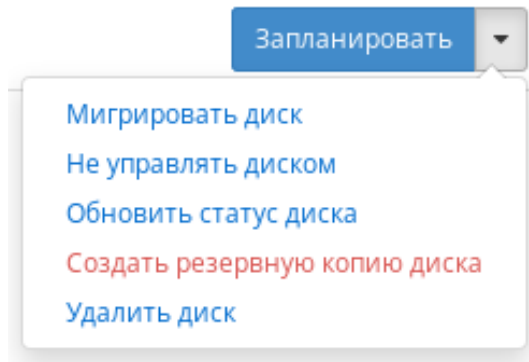 Запланировать
Мигрировать диск
Не управлять диском
Обновить статус диска
Создать резервную копию диска
Удалить диск